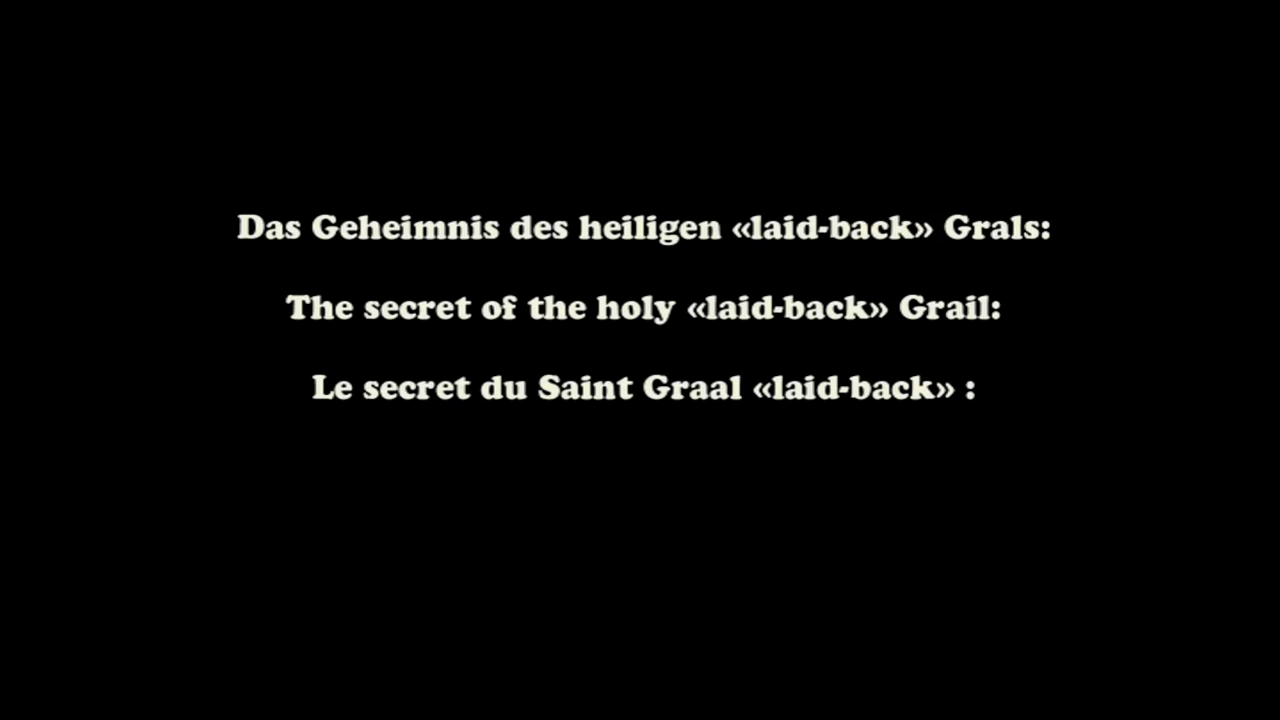 Das Geheimnis des heiligen «laid-back» Grals:
The secret of the holy «laid-back» Grail:
Le secret du Saint Graal «laid-back» :